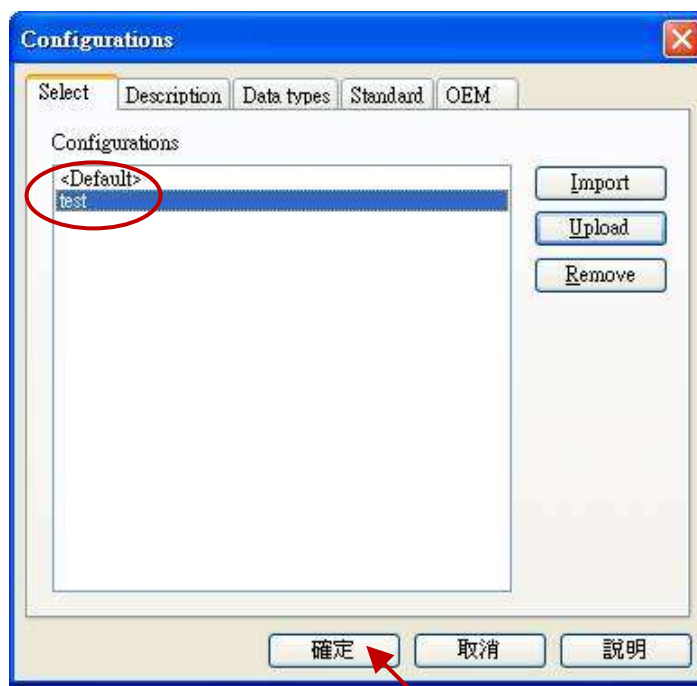 Configurations
Select Description Data types Standard OEM
Configurations
<Default>
test
Import
Upload
Remove
確定 取消 說明